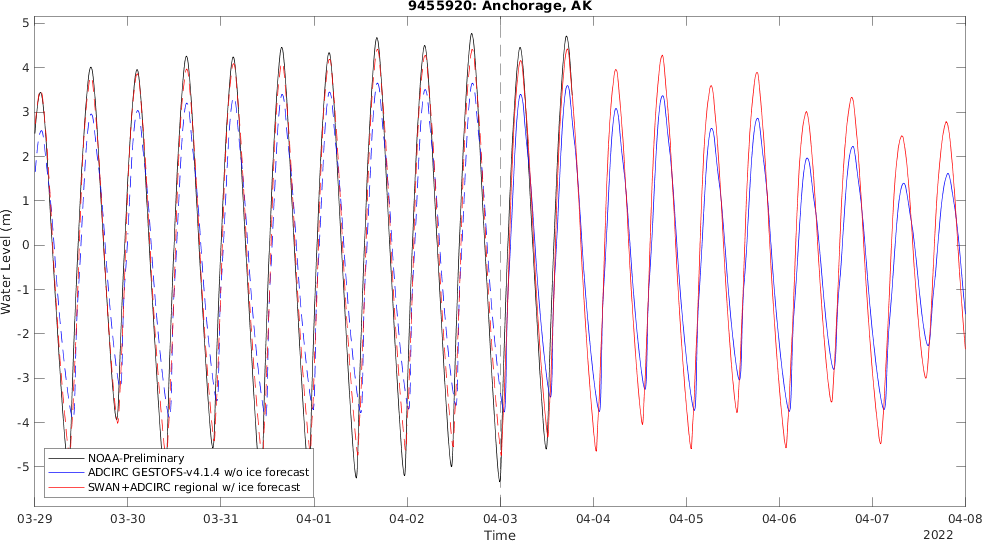 9455920: Anchorage, AK
Water Level (m)
5
4
3
2
1
0
-1
-2
-3
-4
-5
NOAA-Preliminary
ADCIRC GESTOFS-v4.1.4 w/o ice forecast
SWAN+ADCIRC regional w/ ice forecast
03-29 03-30 03-31 04-01 04-02 04-03 04-04 04-05 04-06 04-07 04-08
Time
2022